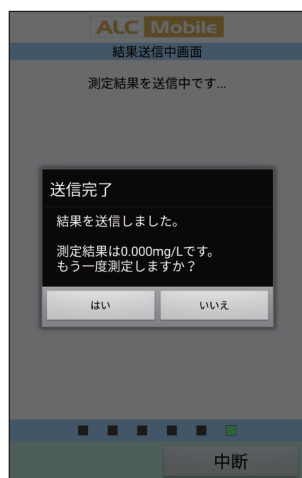 ALC Mobile
結果送信中画面
測定結果を送信中です...
送信完了
結果を送信しました。
測定結果は0.000mg/Lです。
もう一度測定しますか？
はい
いいえ
中断